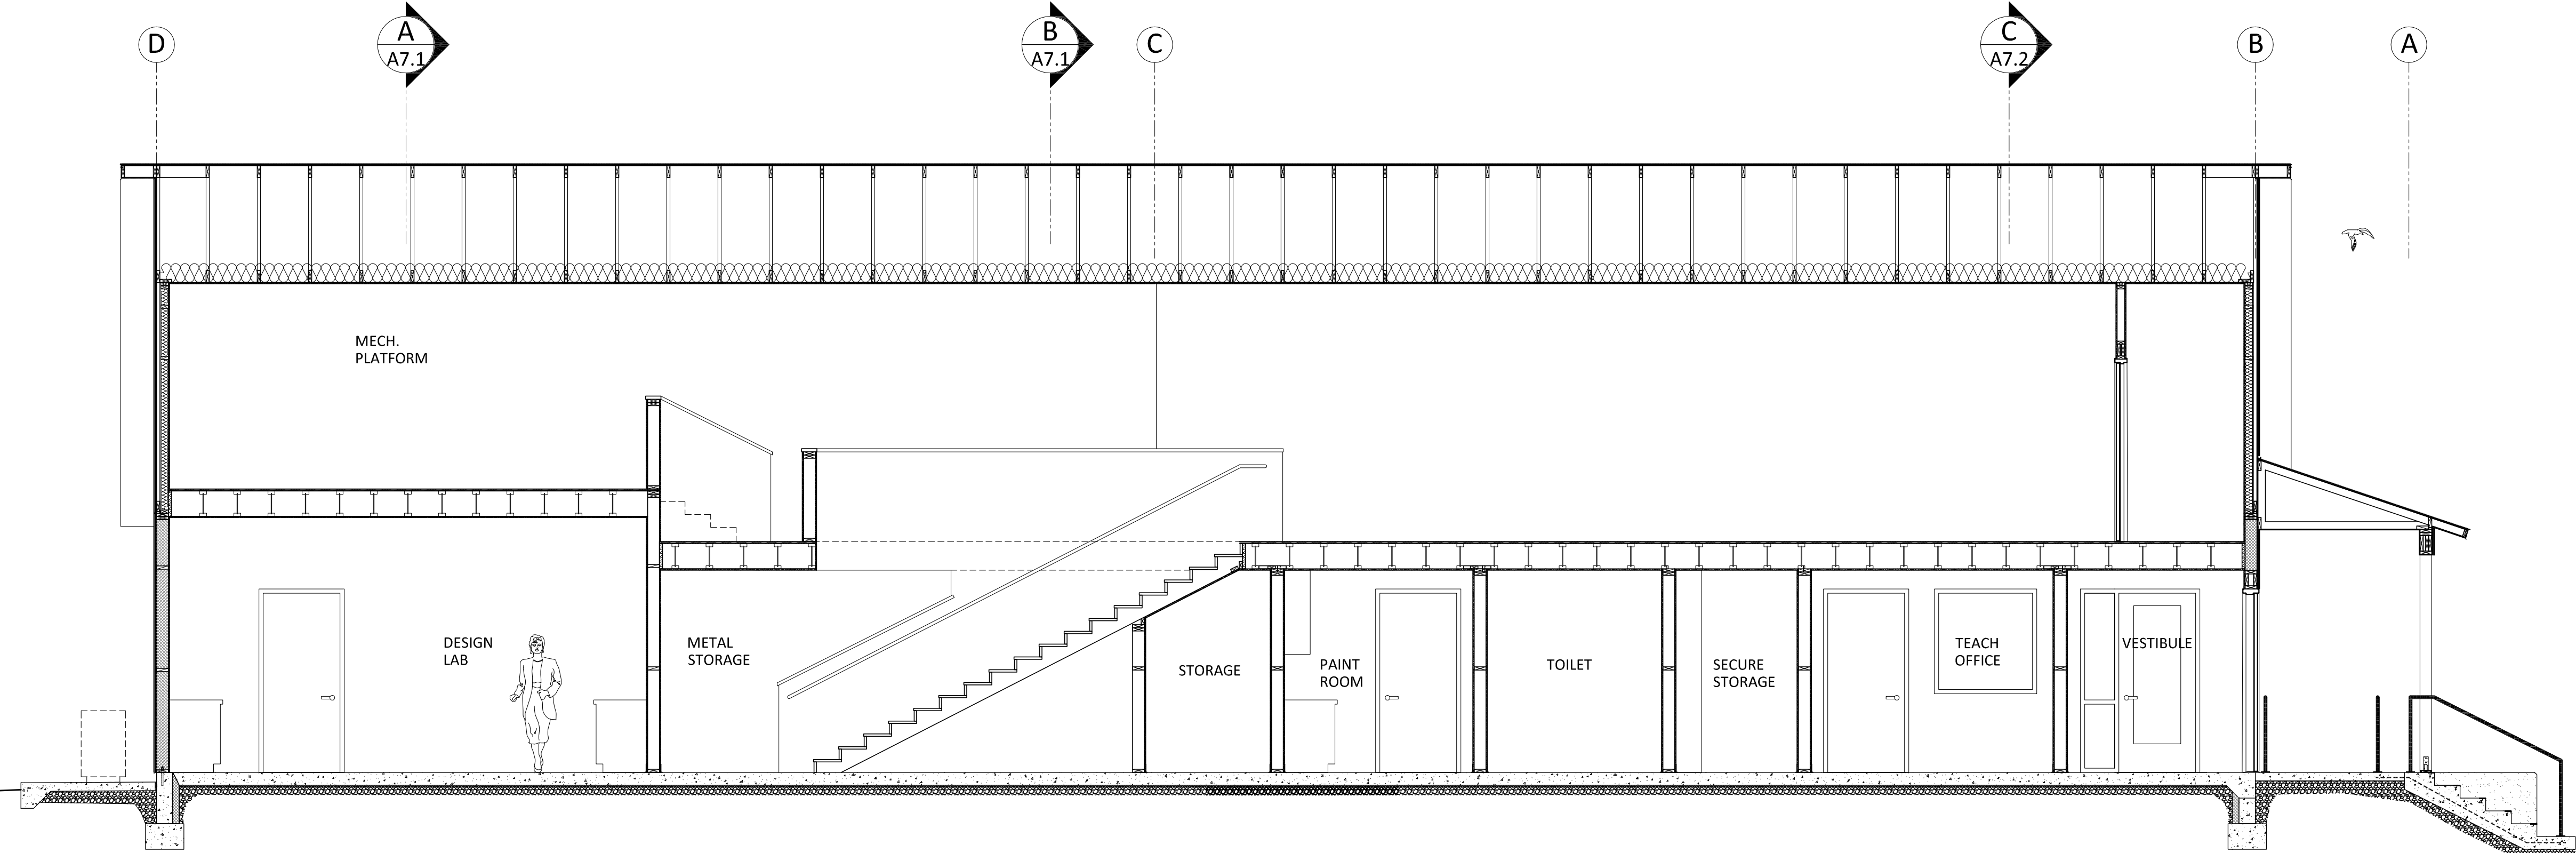 D
A
A7.1
B
A7.1
C
C
A7.2
B
A
MECH.
PLATFORM
DESIGN
LAB
METAL
STORAGE
STORAGE
PAINT
ROOM
TOILET
SECURE
STORAGE
TEACH
OFFICE
VESTIBULE